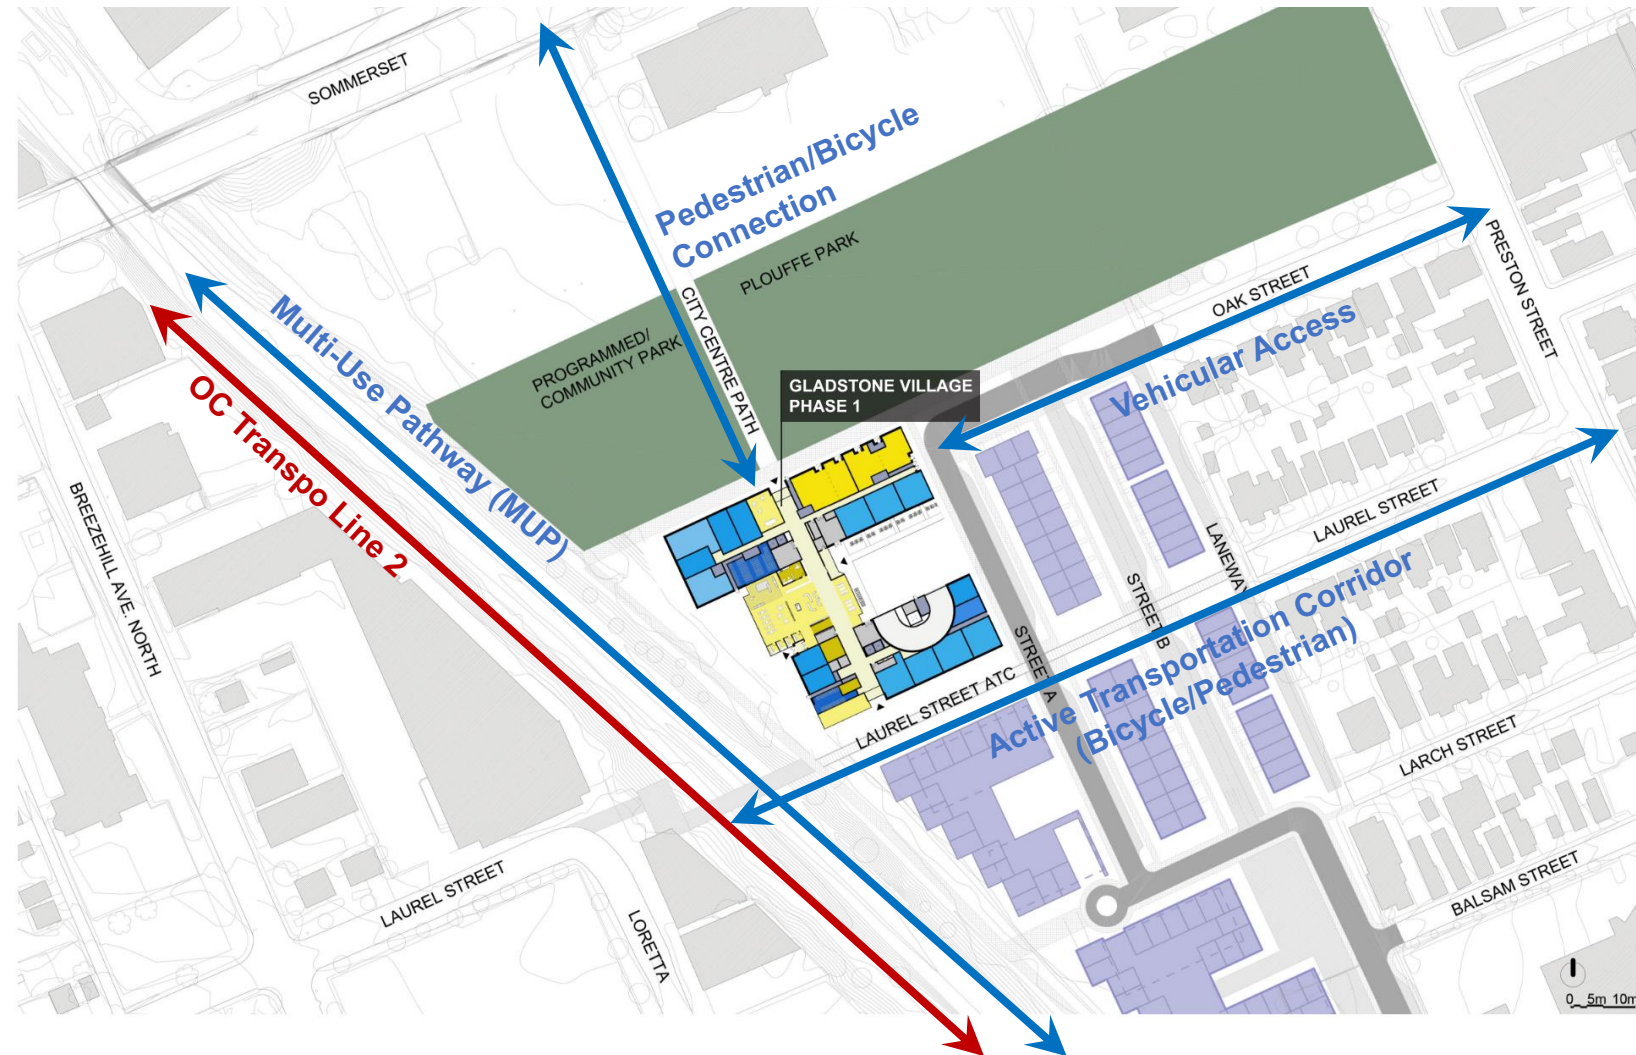 SOMMERSET
Pedestrian/Bicycle
Connection
PLOUFFE PARK
CITY CENTRE PATH
PROGRAMMED/
COMMUNITY PARK
GLADSTONE VILLAGE
PHASE 1
OAK STREET
PRESTON STREET
Vehicular Access
Multi-Use Pathway (MUP)
OC Transpo Line 2
BREEZEHILL AVE. NORTH
LAUREL STREET
LANEWAY
STREET B
STREET A
Active Transportation Corridor
(Bicycle/Pedestrian)
LAUREL STREET ATC
LARCH STREET
BALSAM STREET
LAUREL STREET
LORETTA
0 5m 10m